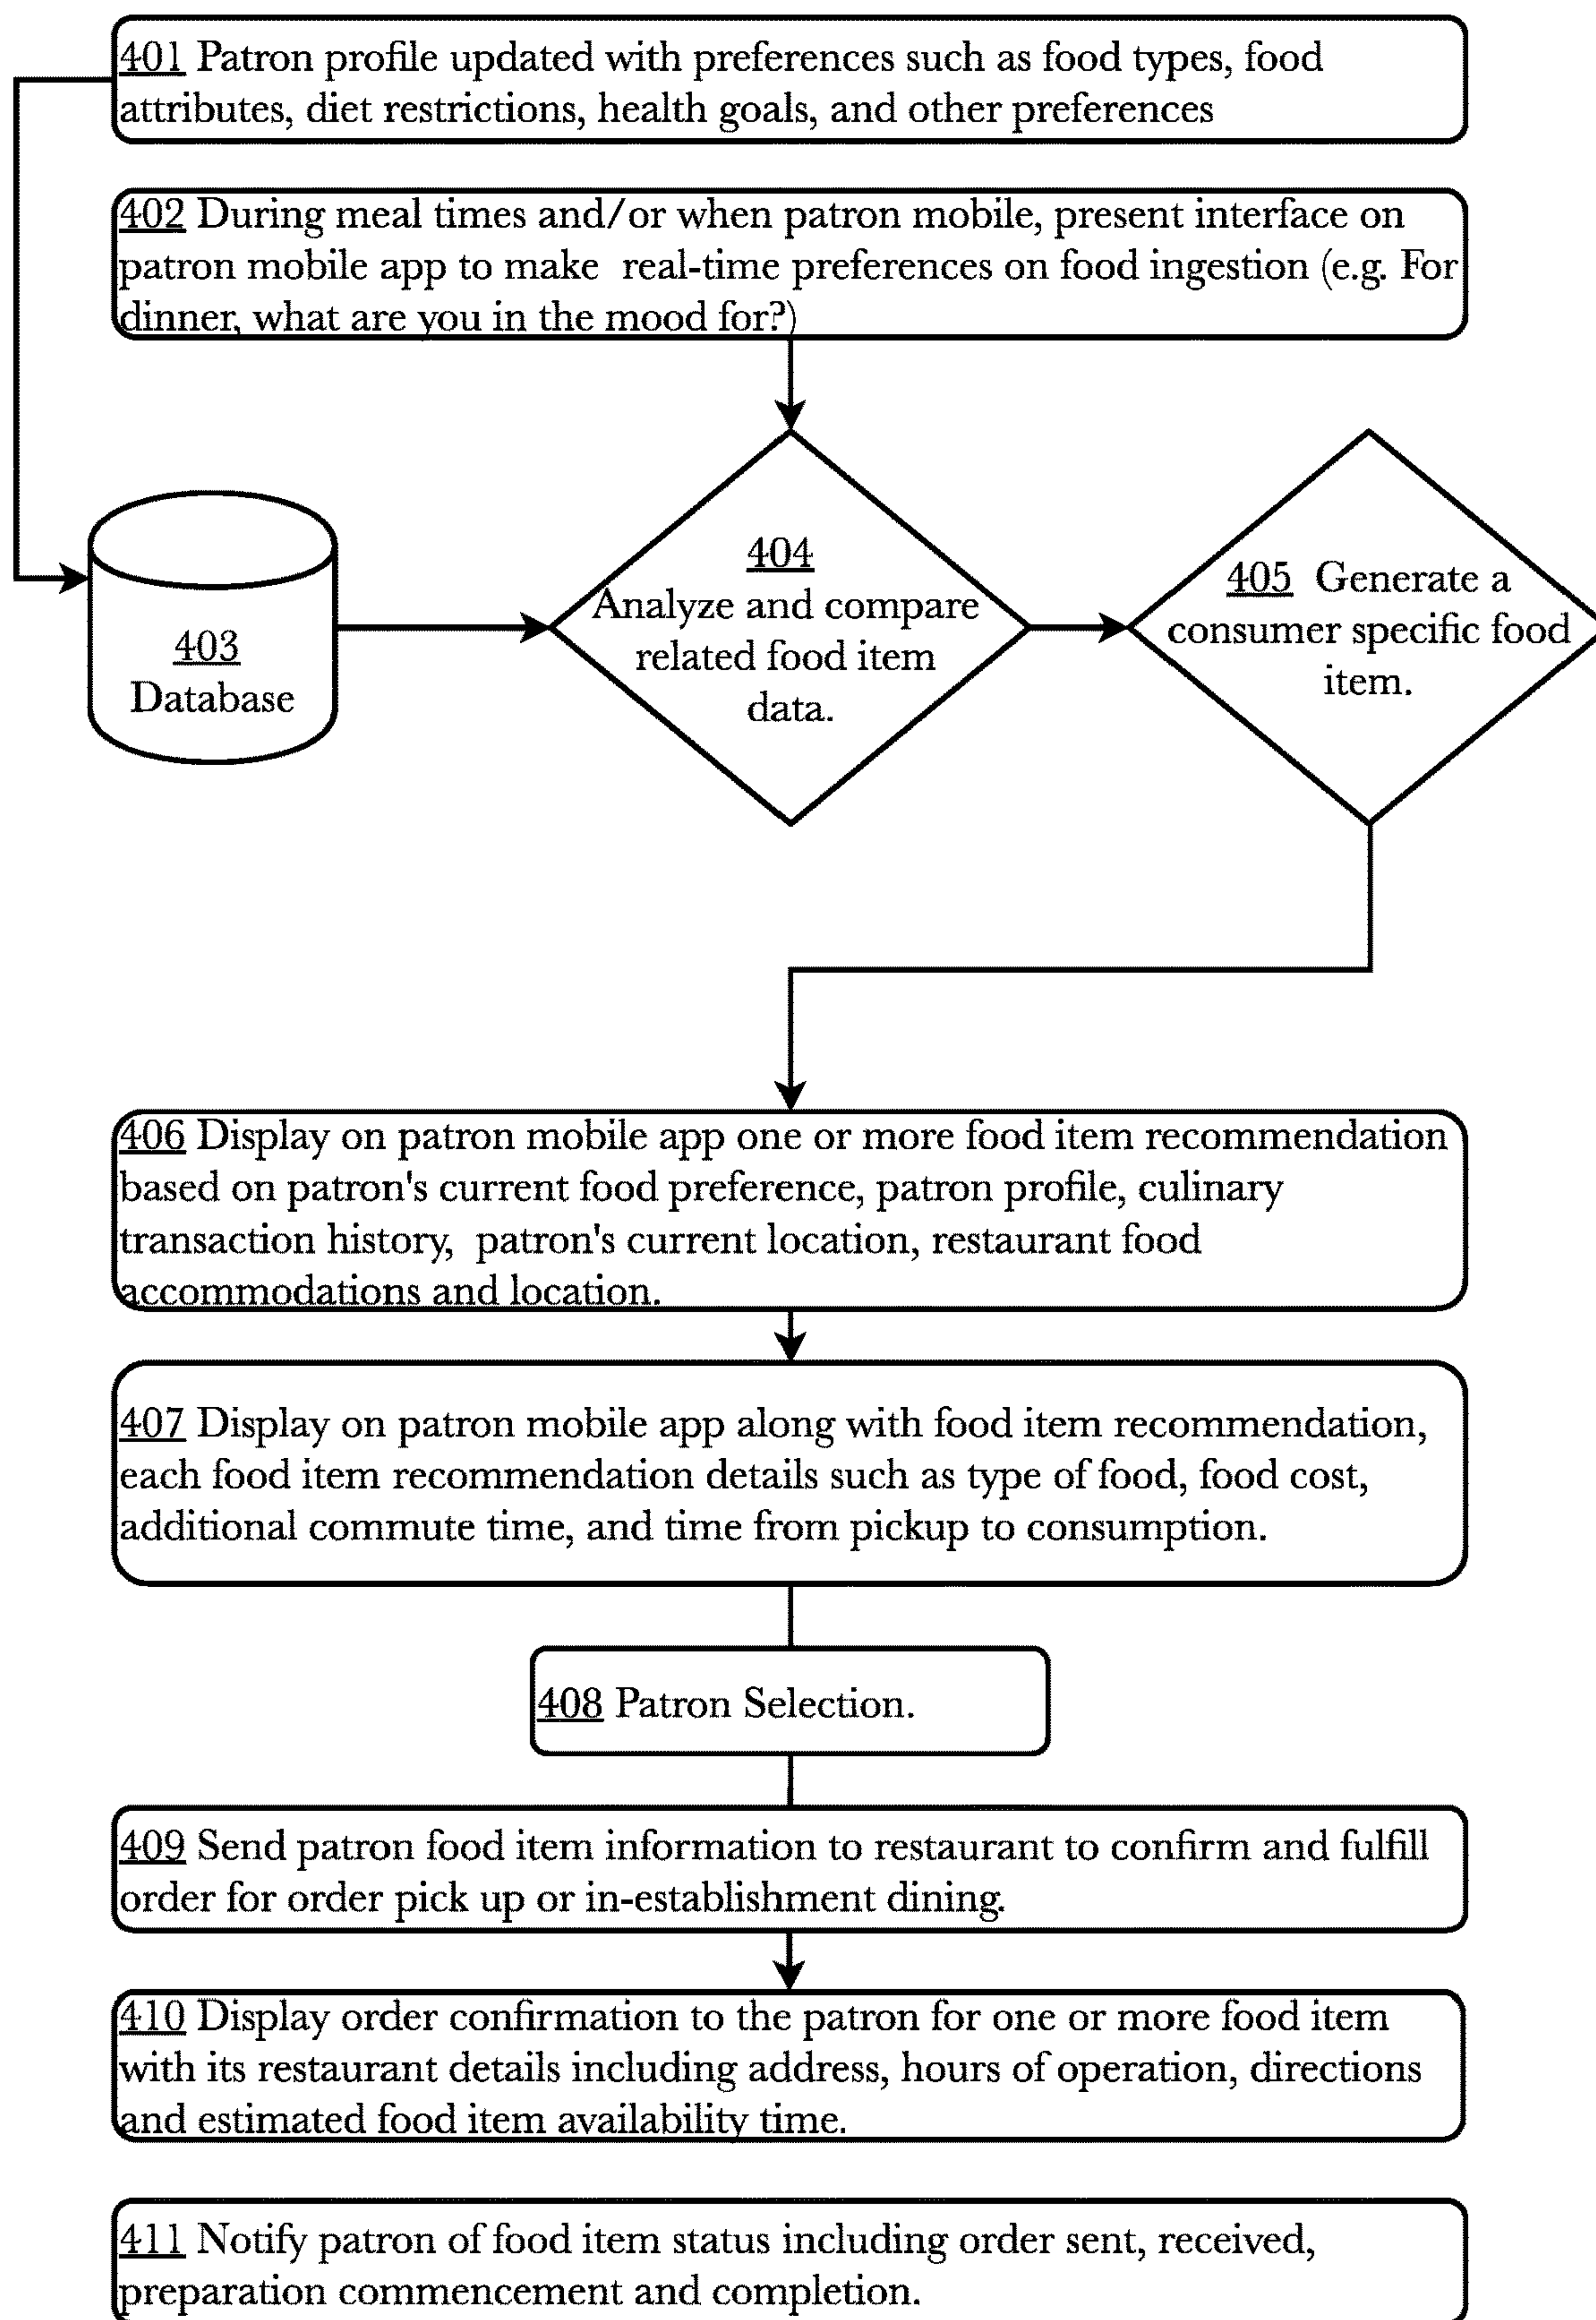 401 Patron profile updated with preferences such as food types, food
attributes, diet restrictions, health goals, and other preferences
402 During meal times and/or when patron mobile, present interface on
patron mobile app to make real-time preferences on food ingestion (e.g. For
dinner, what are you in the mood for?)
403
Database
404
Analyze and compare
related food item
data.
405 Generate a
consumer specific food
item.
406 Display on patron mobile app one or more food item recommendation
based on patron's current food preference, patron profile, culinary
transaction history, patron's current location, restaurant food
accommodations and location.
407 Display on patron mobile app along with food item recommendation,
each food item recommendation details such as type of food, food cost,
additional commute time, and time from pickup to consumption.
408 Patron Selection.
409 Send patron food item information to restaurant to confirm and fulfill
order for order pick up or in-establishment dining.
410 Display order confirmation to the patron for one or more food item
with its restaurant details including address, hours of operation, directions
and estimated food item availability time.
411 Notify patron of food item status including order sent, received,
preparation commencement and completion.